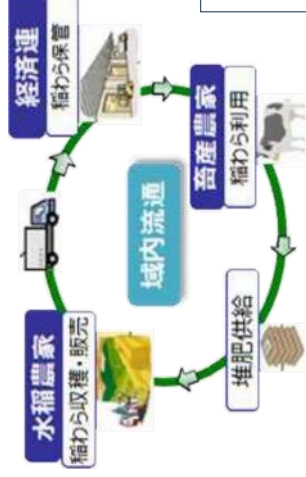 水稲農家
稲わら収穫・販売
経済連
稲わら保管
畜産農家
稲わら利用
堆肥供給
域内流通